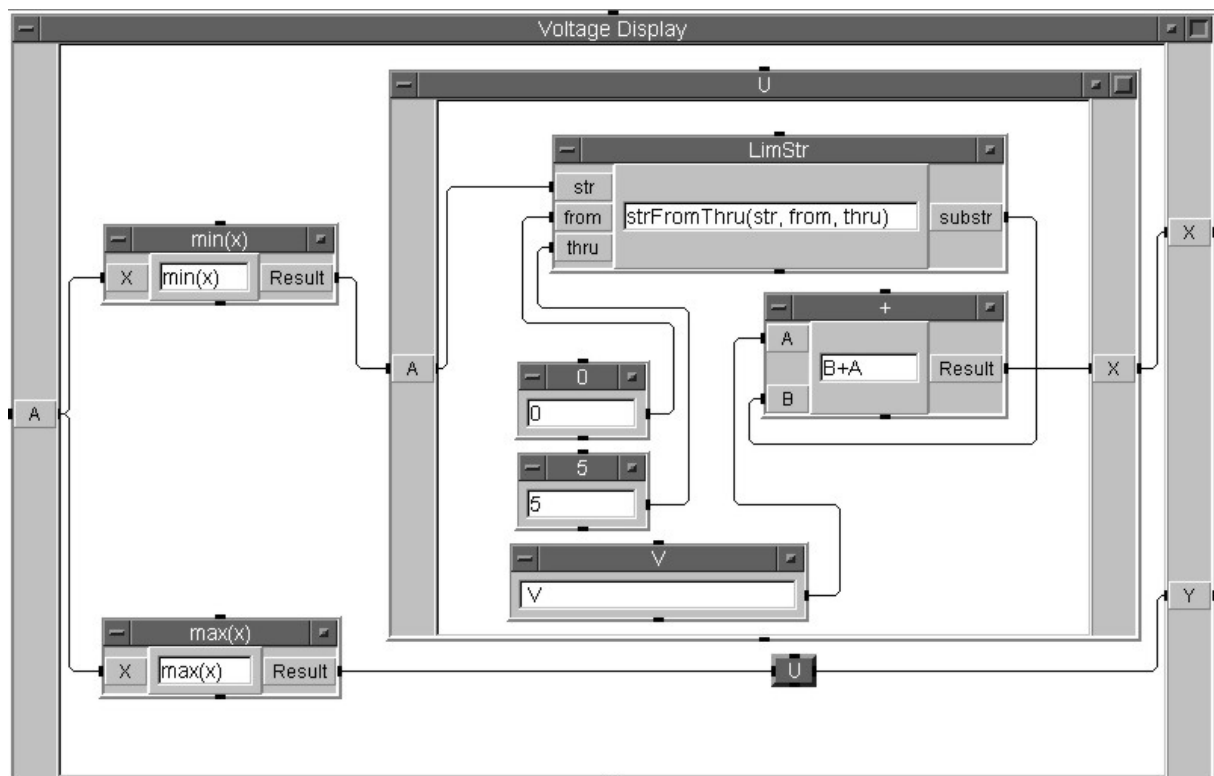 Voltage Display
U
LimStr
str
from
thru
strFromThru(str, from, thru)
substr
min(x)
X
min(x)
Result
X
+
A
B
B+A
Result
A
X
0
0
A
5
5
V
V
Y
max(x)
X
max(x)
Result
U